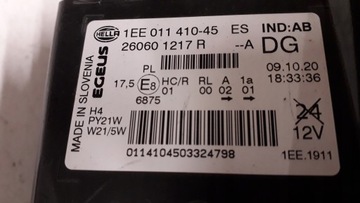 HELLA 1EE 011 410-45 ES IND:AB
26060 1217 R --A DG
MADE IN SLOVENIA
EGEUS
PL
09.10.20
17,5 E8 HC/R RL A 1a
18:33:36
01 00 02 01
6875
H4
PY21W
W21/5W
24
12V
0114104503324798
1EE.1911